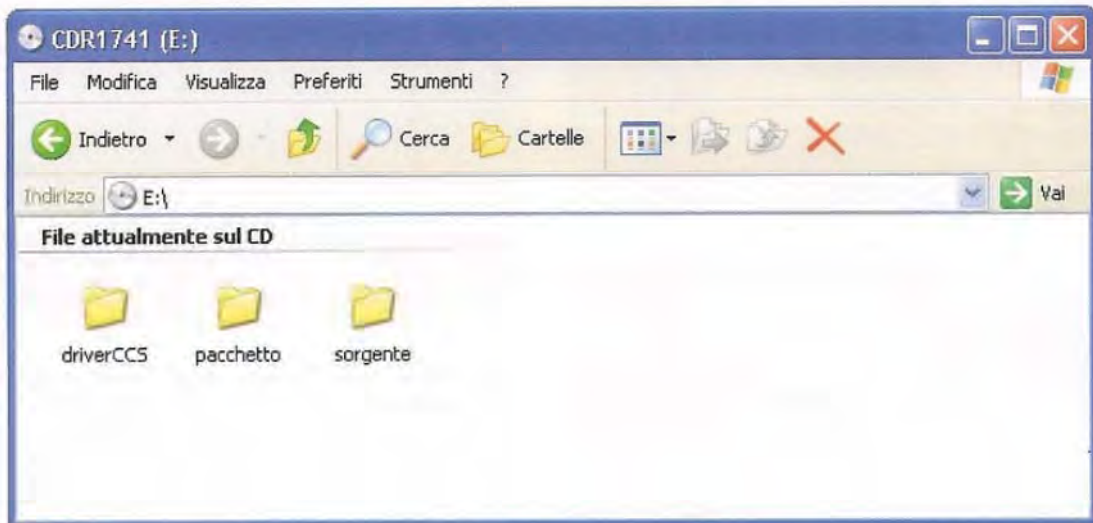 CDR1741 (E:)
File Modifica Visualizza Preferiti Strumenti ?
Indietro Cerca Cartelle
Indirizzo E:\ Vai
File attualmente sul CD
driverCCS pacchetto sorgente